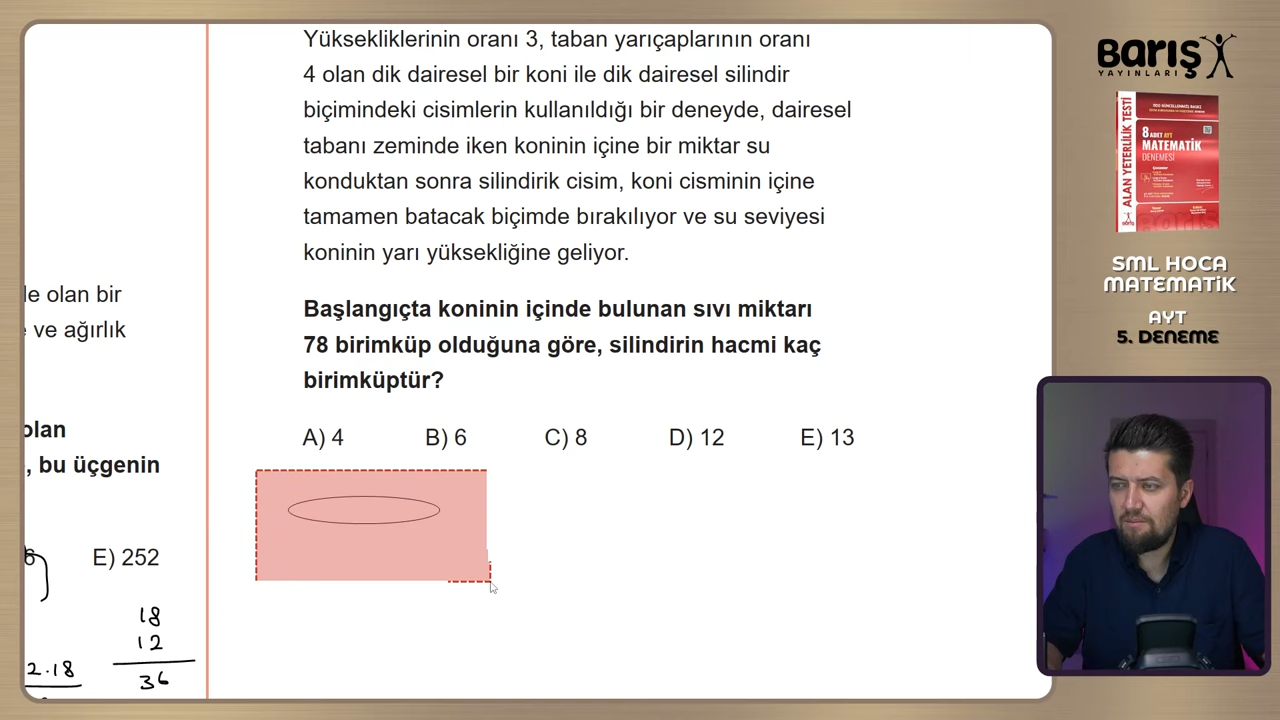 Yüksekliklerinin oranı 3, taban yarıçaplarının oranı
4 olan dik dairesel bir koni ile dik dairesel silindir
biçimindeki cisimlerin kullanıldığı bir deneyde, dairesel
tabanı zeminde iken koninin içine bir miktar su
konduktan sonra silindirik cisim, koni cisminin içine
tamamen batacak biçimde bırakılıyor ve su seviyesi
koninin yarı yüksekliğine geliyor.
Başlangıçta koninin içinde bulunan sıvı miktarı
78 birimküp olduğuna göre, silindirin hacmi kaç
birimküptür?
A) 4 B) 6 C) 8 D) 12 E) 13
le olan bir
ve ağırlık
olan
, bu üçgenin
E) 252
18
12
36
2.18
Barış
YAYINLARI
ALAN YETERLİLİK TESTİ
8 ADET AYT
MATEMATİK
DENEMESİ
SML HOCA
MATEMATİK
AYT
5. DENEME